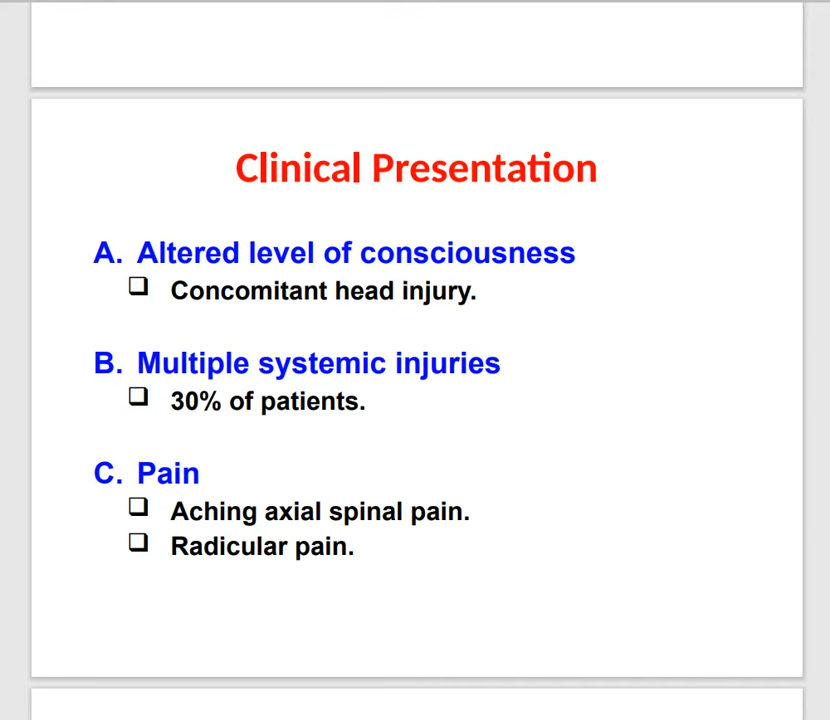 Clinical Presentation
A. Altered level of consciousness
❑ Concomitant head injury.
B. Multiple systemic injuries
❑ 30% of patients.
C. Pain
❑ Aching axial spinal pain.
❑ Radicular pain.